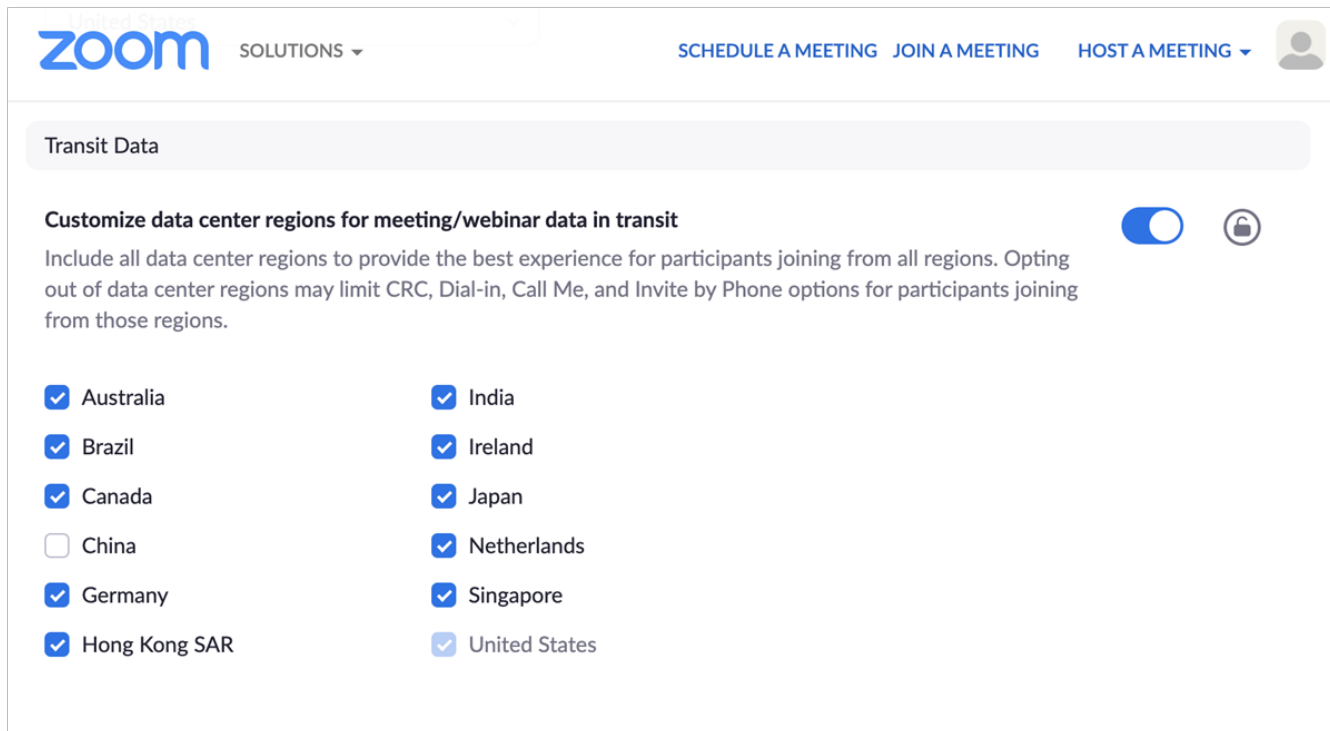 United States
zoom SOLUTIONS SCHEDULE A MEETING JOIN A MEETING HOST A MEETING
Transit Data
Customize data center regions for meeting/webinar data in transit
Include all data center regions to provide the best experience for participants joining from all regions. Opting
out of data center regions may limit CRC, Dial-in, Call Me, and Invite by Phone options for participants joining
from those regions.
Australia
Brazil
Canada
China
Germany
Hong Kong SAR
India
Ireland
Japan
Netherlands
Singapore
United States